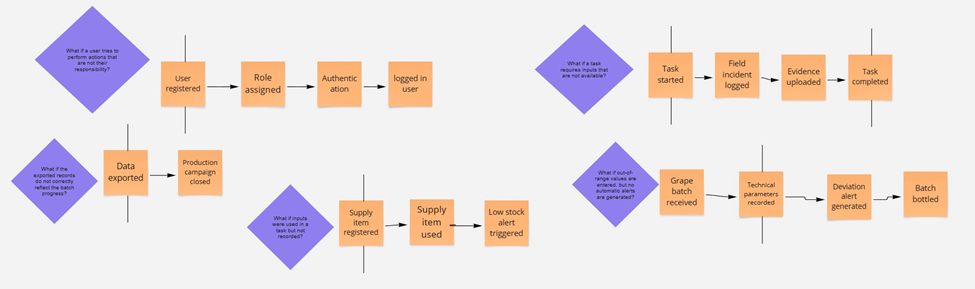 What if a user tries to
perform actions that
are not their
responsibility?
User
registered
Role
assigned
Authentic
ation
logged in
user
What if a task
requires inputs that
are not available?
Task
started
Field
incident
logged
Evidence
uploaded
Task
completed
What if the
exported records
do not correctly
reflect the batch
progress?
Data
exported
Production
campaign
closed
What if inputs
were used in a
task but not
recorded?
Supply
item
registered
Supply
item
used
Low stock
alert
triggered
What if out-of-
range values are
entered, but no
automatic alerts
are generated?
Grape
batch
received
Technical
parameters
recorded
Deviation
alert
generated
Batch
bottled